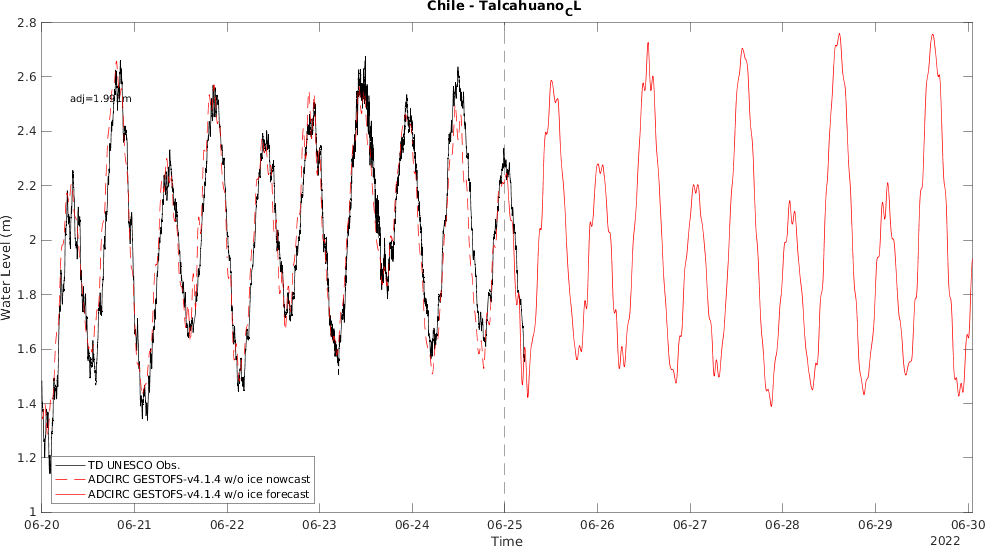 Chile - Talcahuano_CL
2.8
2.6
2.4
2.2
2
1.8
1.6
1.4
1.2
1
Water Level (m)
adj=1.991m
TD UNESCO Obs.
ADCIRC GESTOFS-v4.1.4 w/o ice nowcast
ADCIRC GESTOFS-v4.1.4 w/o ice forecast
06-20 06-21 06-22 06-23 06-24 06-25 06-26 06-27 06-28 06-29 06-30
Time
2022